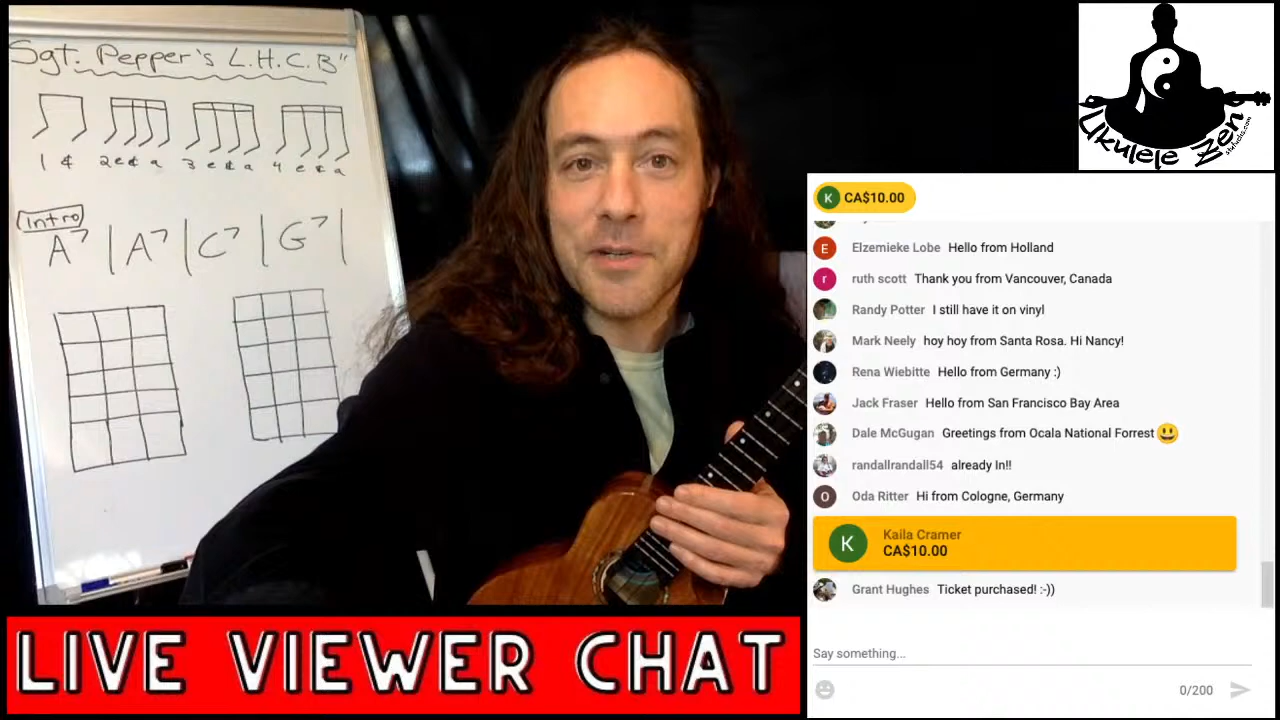 Sgt. Pepper's L.H.C.B"
1 & 2 e & a 3 e & a 4 e & a
Intro
A7 | A7 | C7 | G7 |
LIVE VIEWER CHAT
Ukulele Zen
K CA$10.00
E Elzemieke Lobe Hello from Holland
r ruth scott Thank you from Vancouver, Canada
Randy Potter I still have it on vinyl
Mark Neely hoy hoy from Santa Rosa. Hi Nancy!
Rena Wiebitte Hello from Germany :)
Jack Fraser Hello from San Francisco Bay Area
Dale McGugan Greetings from Ocala National Forrest 😃
randallrandall54 already In!!
O Oda Ritter Hi from Cologne, Germany
K Kaila Cramer
CA$10.00
Grant Hughes Ticket purchased! :-))
Say something...
0/200